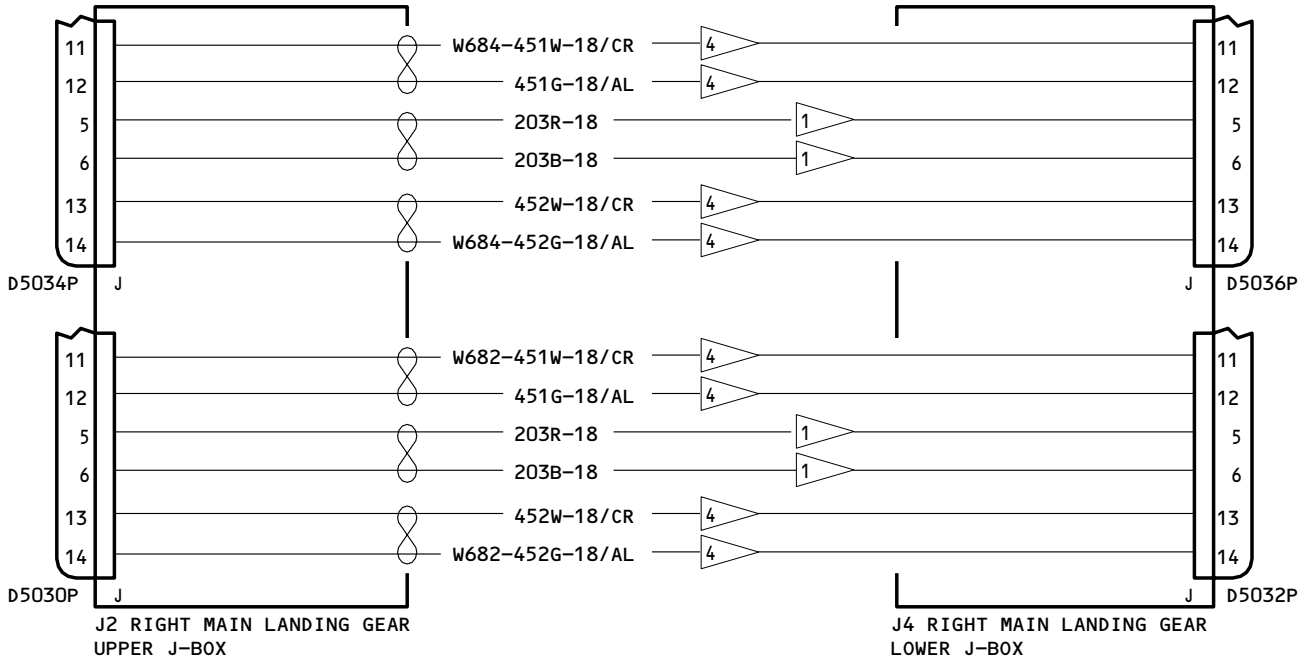 11 W684-451W-18/CR 4 11
12 451G-18/AL 4 12
5 203R-18 1 5
6 203B-18 1 6
13 452W-18/CR 4 13
14 W684-452G-18/AL 4 14
D5034P J J D5036P
11 W682-451W-18/CR 4 11
12 451G-18/AL 4 12
5 203R-18 1 5
6 203B-18 1 6
13 452W-18/CR 4 13
14 W682-452G-18/AL 4 14
D5030P J J D5032P
J2 RIGHT MAIN LANDING GEAR
UPPER J-BOX
J4 RIGHT MAIN LANDING GEAR
LOWER J-BOX